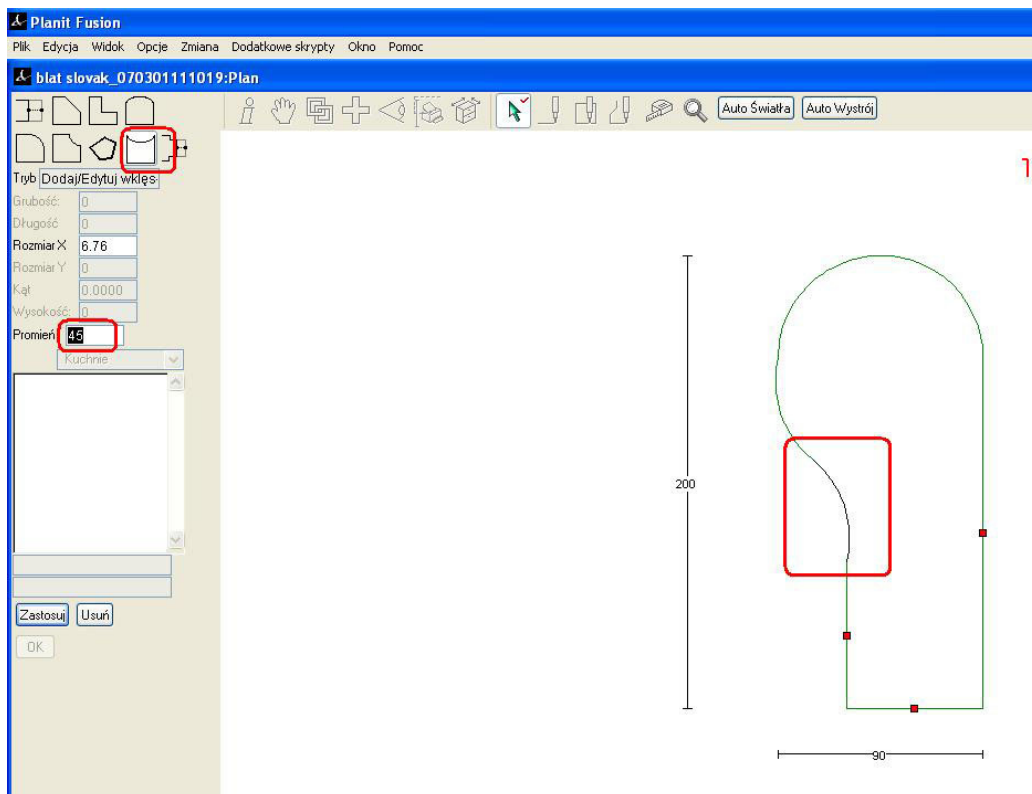 Planit Fusion
Plik Edycja Widok Opcje Zmiana Dodatkowe skrypty Okno Pomoc
blat slovak_070301111019:Plan
Auto Światła Auto Wystrój
Tryb Dodaj/Edytuj wklęs
Grubość: 0
Długość 0
Rozmiar X 6.76
Rozmiar Y 0
Kąt 0.0000
Wysokość: 0
Promień 45
Kuchnie
Zastosuj Usuń
OK
200
90